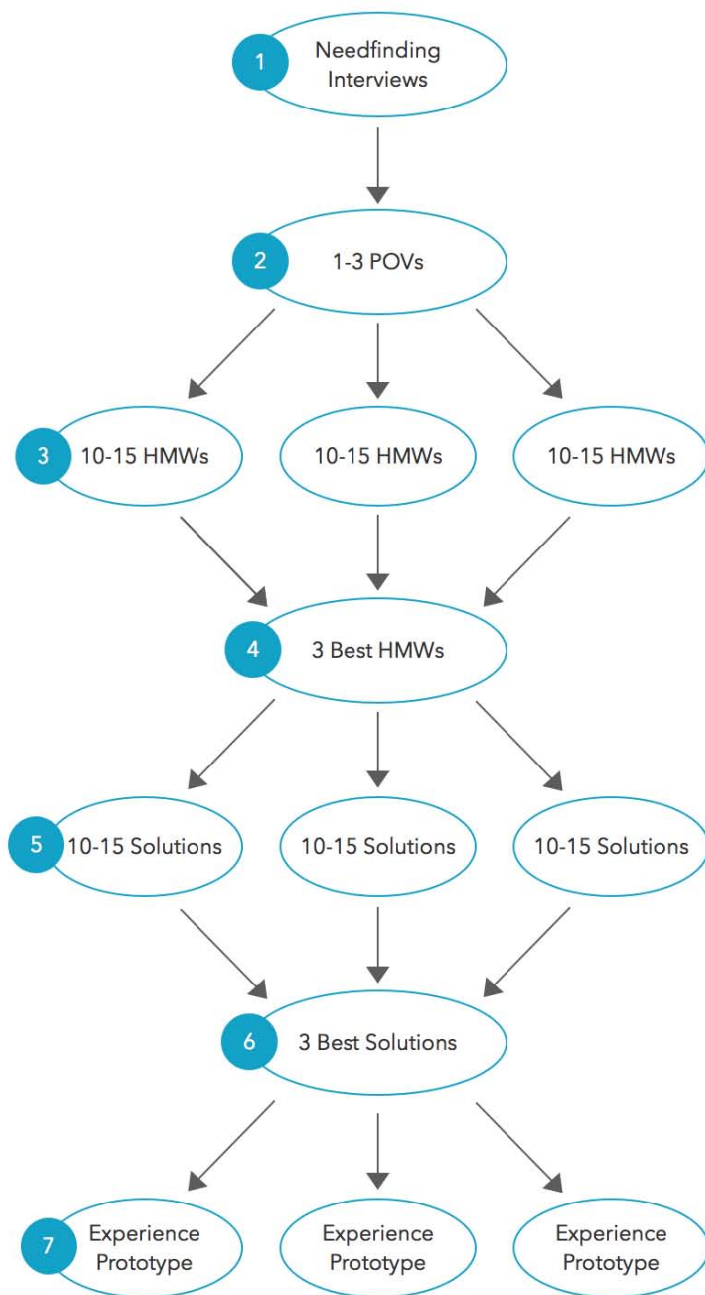 1
Needfinding
Interviews
2
1-3 POVs
3
10-15 HMWs
10-15 HMWs
10-15 HMWs
4
3 Best HMWs
5
10-15 Solutions
10-15 Solutions
10-15 Solutions
6
3 Best Solutions
7
Experience
Prototype
Experience
Prototype
Experience
Prototype